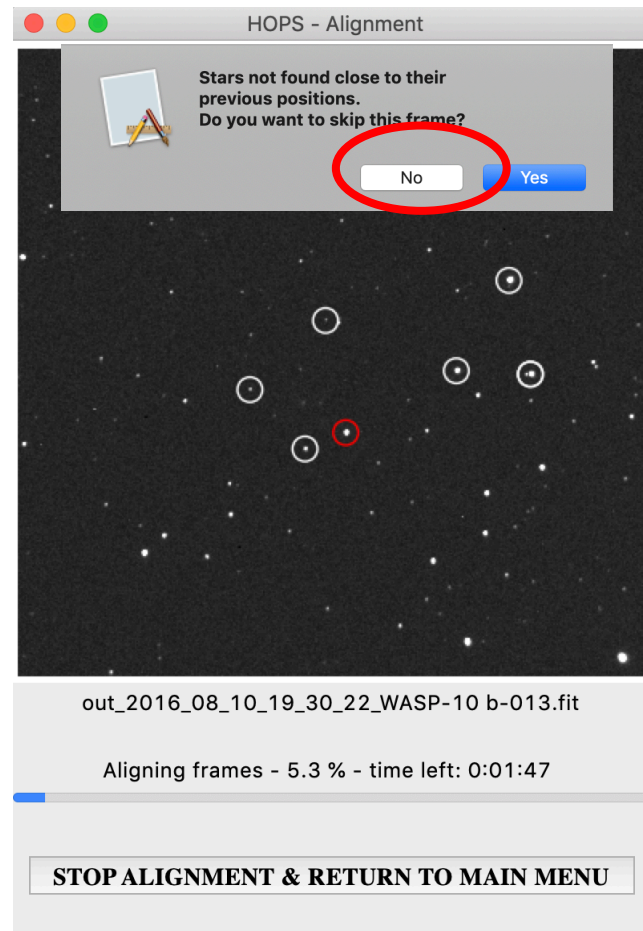 HOPS - Alignment
Stars not found close to their
previous positions.
Do you want to skip this frame?
No
Yes
out_2016_08_10_19_30_22_WASP-10 b-013.fit
Aligning frames - 5.3 % - time left: 0:01:47
STOP ALIGNMENT & RETURN TO MAIN MENU